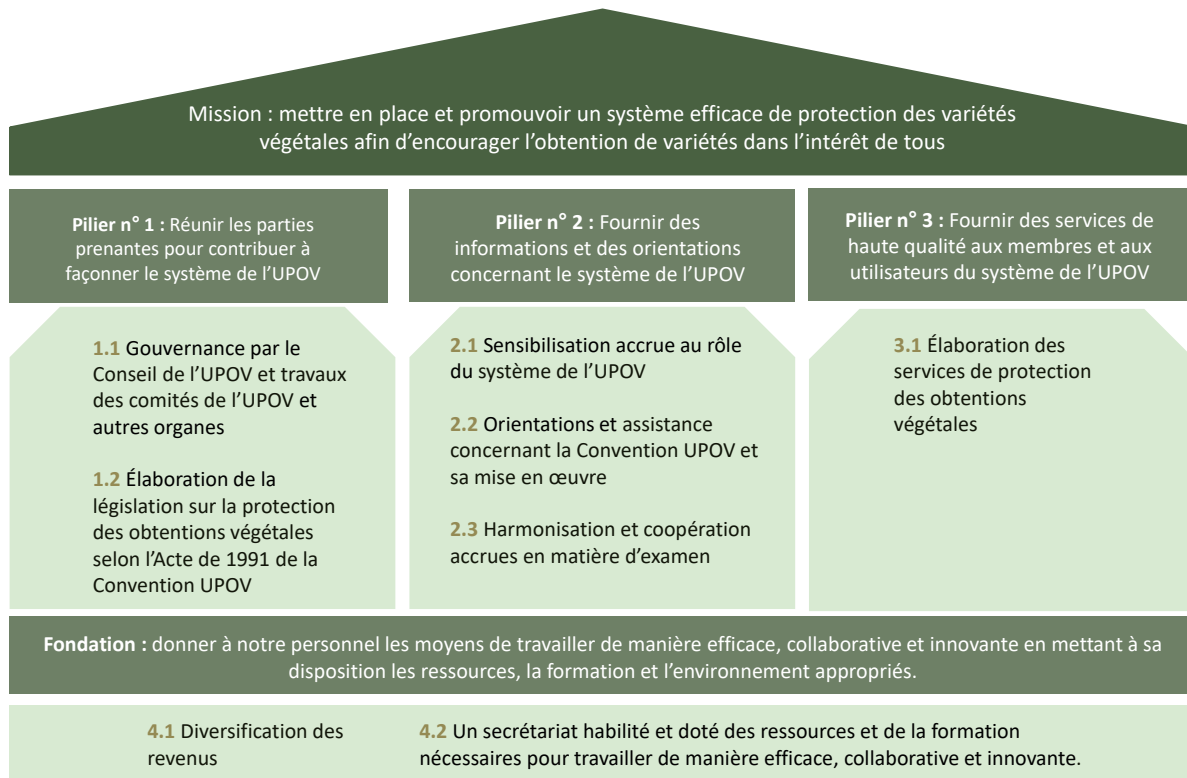 Mission : mettre en place et promouvoir un système efficace de protection des variétés
végétales afin d’encourager l’obtention de variétés dans l’intérêt de tous
Pilier n° 1 : Réunir les parties
prenantes pour contribuer à
façonner le système de l’UPOV
1.1 Gouvernance par le
Conseil de l’UPOV et travaux
des comités de l’UPOV et
autres organes
1.2 Élaboration de la
législation sur la protection
des obtentions végétales
selon l’Acte de 1991 de la
Convention UPOV
Pilier n° 2 : Fournir des
informations et des orientations
concernant le système de l’UPOV
2.1 Sensibilisation accrue au rôle
du système de l’UPOV
2.2 Orientations et assistance
concernant la Convention UPOV et
sa mise en œuvre
2.3 Harmonisation et coopération
accrues en matière d’examen
Pilier n° 3 : Fournir des services de
haute qualité aux membres et aux
utilisateurs du système de l’UPOV
3.1 Élaboration des
services de protection
des obtentions
végétales
Fondation : donner à notre personnel les moyens de travailler de manière efficace, collaborative et innovante en mettant à sa
disposition les ressources, la formation et l’environnement appropriés.
4.1 Diversification des
revenus
4.2 Un secrétariat habilité et doté des ressources et de la formation
nécessaires pour travailler de manière efficace, collaborative et innovante.